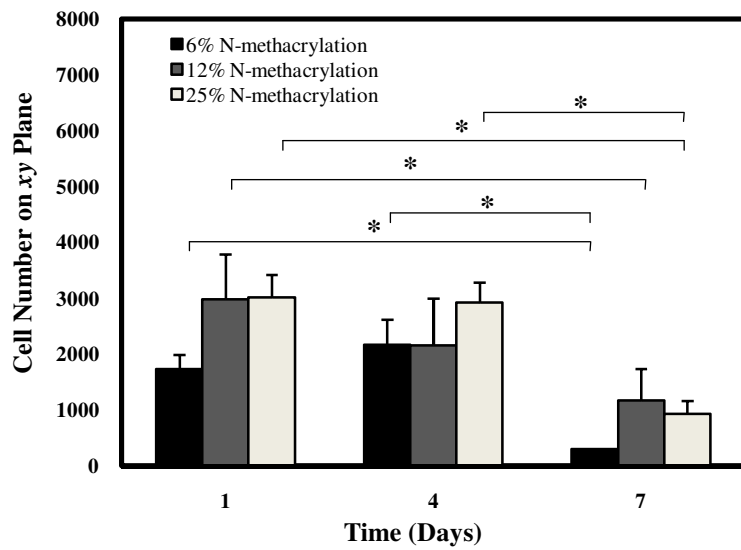 8000
7000
6000
5000
4000
3000
2000
1000
0
Cell Number on xy Plane
6% N-methacrylation
12% N-methacrylation
25% N-methacrylation
*
*
*
*
*
1 4 7
Time (Days)